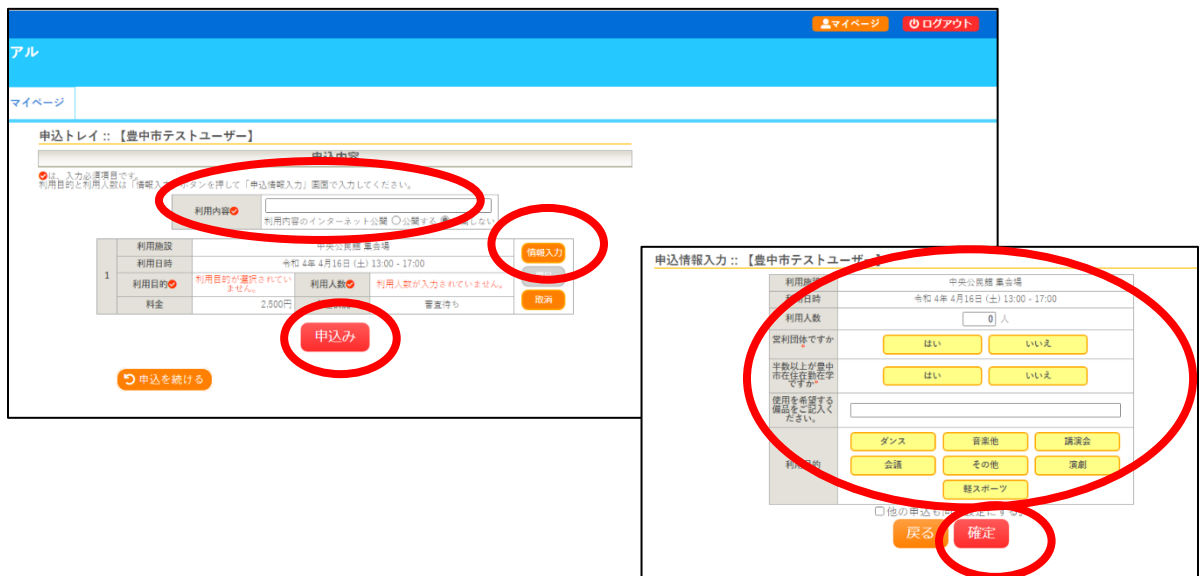 マイページ
ログアウト
アル
マイページ
申込トレイ :: 【豊中市テストユーザー】
申込内容
は、入力必須項目です。
利用目的と利用人数は「情報入力」ボタンを押して「申込情報入力」画面で入力してください。
利用内容
利用内容のインターネット公開 公開する 公開しない
1
利用施設 中央公民館 集会場
利用日時 令和 4年 4月16日 (土) 13:00 - 17:00
利用目的 利用目的が選択されていません。 利用人数 利用人数が入力されていません。
料金 2,500円 審査待ち
情報入力
取消
申込み
申込を続ける
申込情報入力 :: 【豊中市テストユーザー】
利用施設 中央公民館 集会場
利用日時 令和 4年 4月16日 (土) 13:00 - 17:00
利用人数 0 人
営利団体ですか* はい いいえ
半数以上が豊中市在住在勤在学ですか* はい いいえ
使用を希望する備品をご記入ください。
利用目的
ダンス 音楽他 講演会
会議 その他 演劇
軽スポーツ
他の申込も
戻る 確定